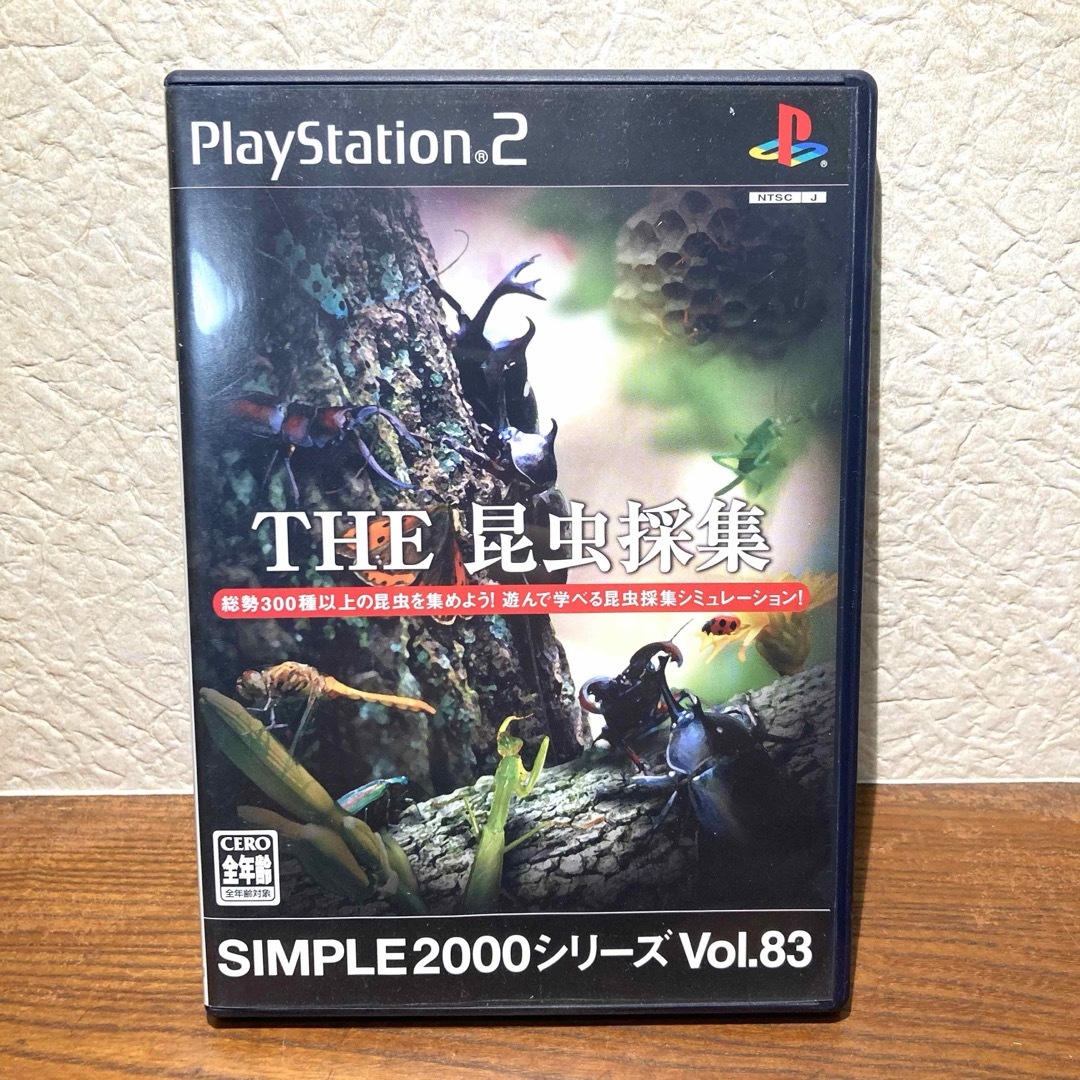 PlayStation®2
NTSC J
THE 昆虫採集
総勢300種以上の昆虫を集めよう! 遊んで学べる昆虫採集シミュレーション!
CERO
全年齢
全年齢対象
SIMPLE2000シリーズ Vol.83